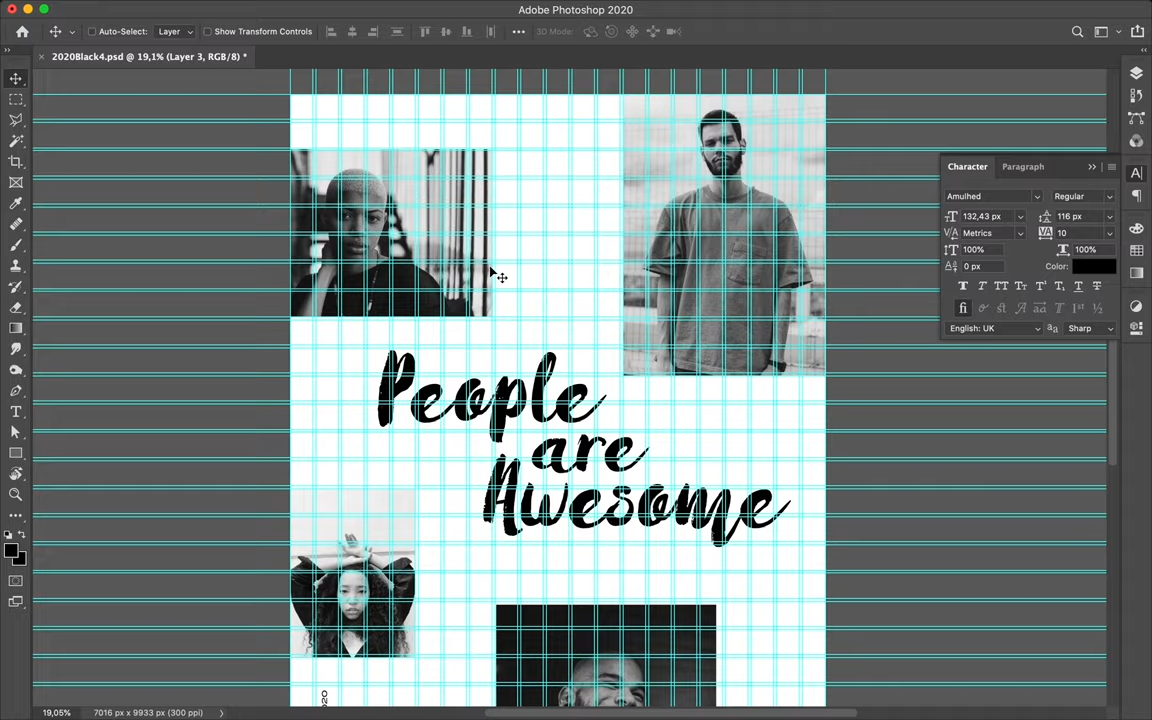 Adobe Photoshop 2020
Auto-Select: Layer Show Transform Controls 3D Mode:
2020Black4.psd @ 19,1% (Layer 3, RGB/8) *
Character Paragraph
Amulhed Regular
132,43 px 116 px
Metrics 10
100% 100%
0 px Color:
English: UK Sharp
People
are
Awesome
19,05% 7016 px x 9933 px (300 ppi)